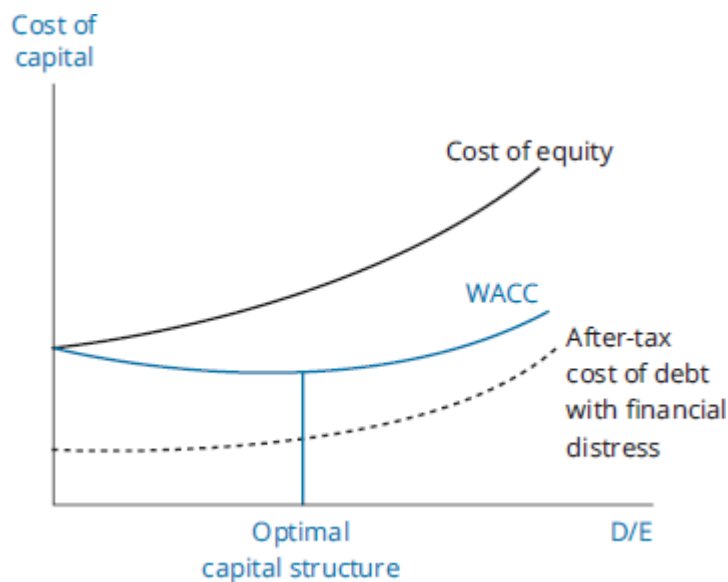 Cost of
capital
Cost of equity
WACC
After-tax
cost of debt
with financial
distress
Optimal
capital structure
D/E